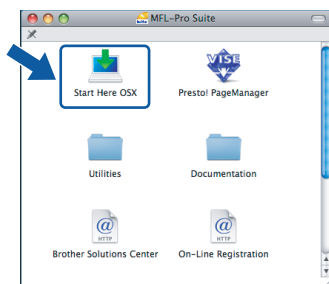 MFL-Pro Suite
VISE
Start Here OSX
Presto! PageManager
Utilities
Documentation
@
HTTP
@
HTTP
Brother Solutions Center
On-Line Registration